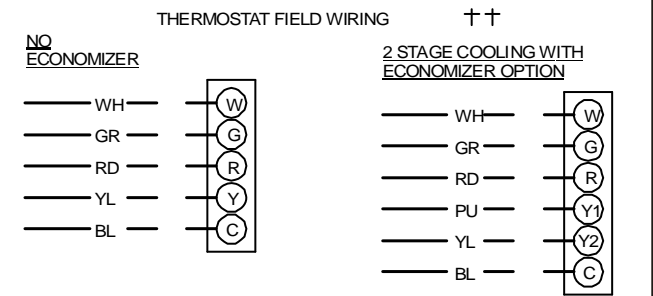 THERMOSTAT FIELD WIRING ††
NO
ECONOMIZER
WH W
GR G
RD R
YL Y
BL C
2 STAGE COOLING WITH
ECONOMIZER OPTION
WH W
GR G
RD R
PU Y1
YL Y2
BL C